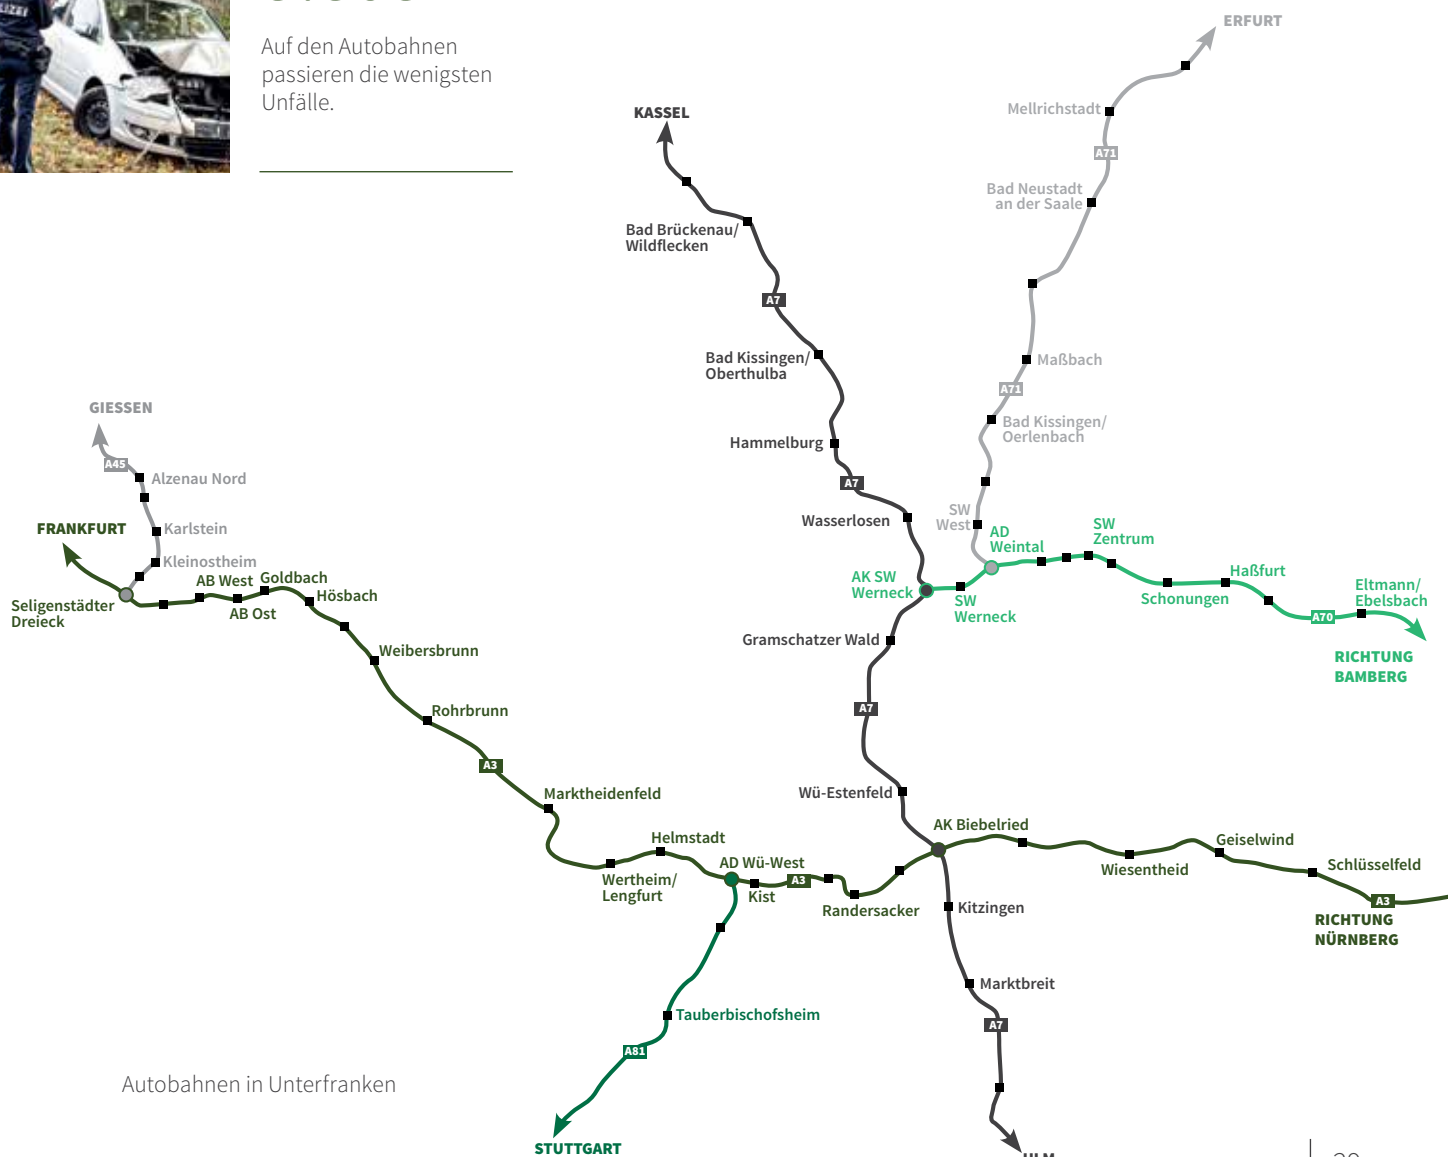 Auf den Autobahnen
passieren die wenigsten
Unfälle.
ERFURT
Mellrichstadt
A71
Bad Neustadt
an der Saale
Maßbach
A71
Bad Kissingen/
Oerlenbach
SW
West
KASSEL
Bad Brückenau/
Wildflecken
A7
Bad Kissingen/
Oberthulba
Hammelburg
A7
Wasserlosen
AK SW
Werneck
SW
Werneck
AD
Weintal
SW
Zentrum
Schonungen
Haßfurt
A70
Eltmann/
Ebelsbach
RICHTUNG
BAMBERG
Gramschatzer Wald
A7
Wü-Estenfeld
GIESSEN
A45
Alzenau Nord
Karlstein
Kleinostheim
FRANKFURT
Seligenstädter
Dreieck
AB West
AB Ost
Goldbach
Hösbach
Weibersbrunn
Rohrbrunn
A3
Marktheidenfeld
Wertheim/
Lengfurt
Helmstadt
AD Wü-West
Kist
A3
Randersacker
AK Biebelried
Wiesentheid
Geiselwind
Schlüsselfeld
A3
RICHTUNG
NÜRNBERG
Kitzingen
Marktbreit
A7
Tauberbischofsheim
A81
STUTTGART
Autobahnen in Unterfranken